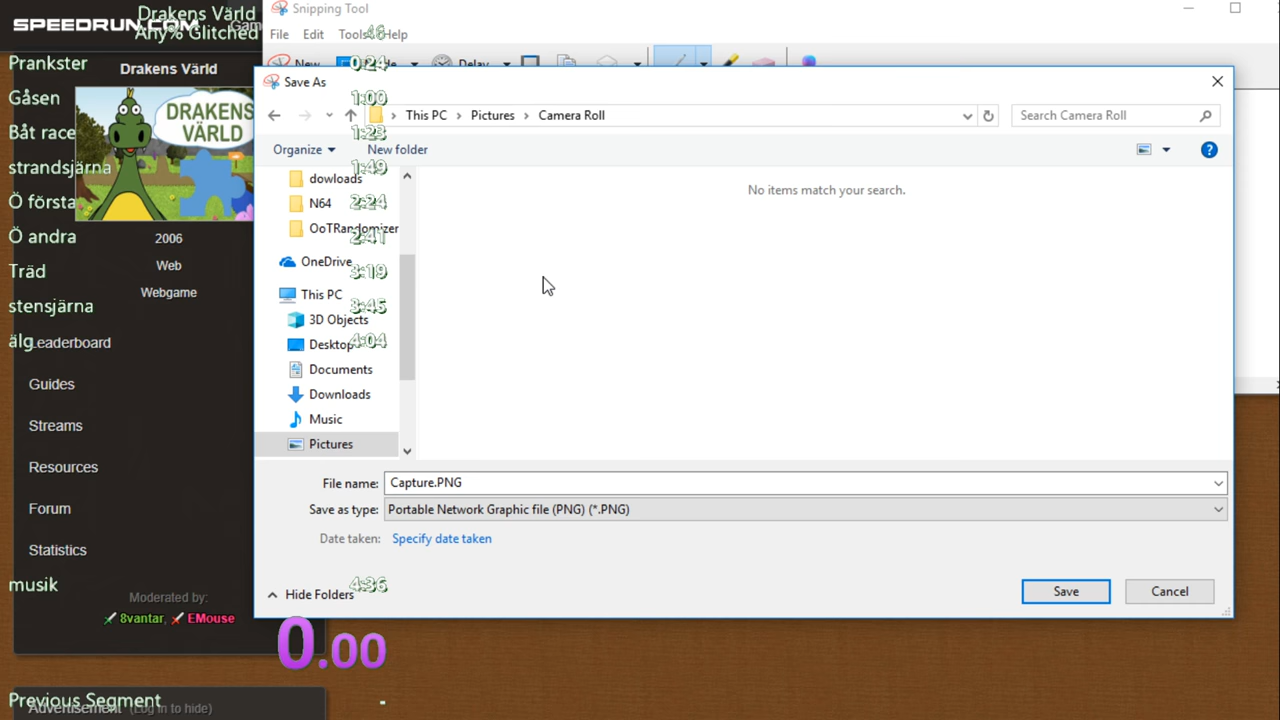 Drakens Värld
Any% Glitched
SPEEDRUN.COM
Prankster
Gåsen
Båt race
strandsjärna
Ö första
Ö andra
Träd
stensjärna
älg
musik
Previous Segment
-
46
0:24
1:00
1:23
1:49
2:24
2:41
3:19
3:45
4:04
4:36
0.00
Drakens Värld
DRAKENS
VÄRLD
2006
Web
Webgame
Leaderboard
Guides
Streams
Resources
Forum
Statistics
Moderated by:
8vantar, EMouse
Advertisement (Log in to hide)
Snipping Tool
File Edit Tools Help
New Delay
Save As
This PC > Pictures > Camera Roll
Search Camera Roll
Organize New folder
dowloads
N64
OoTRandomizer
OneDrive
This PC
3D Objects
Desktop
Documents
Downloads
Music
Pictures
No items match your search.
File name: Capture.PNG
Save as type: Portable Network Graphic file (PNG) (*.PNG)
Date taken: Specify date taken
Hide Folders
Save Cancel